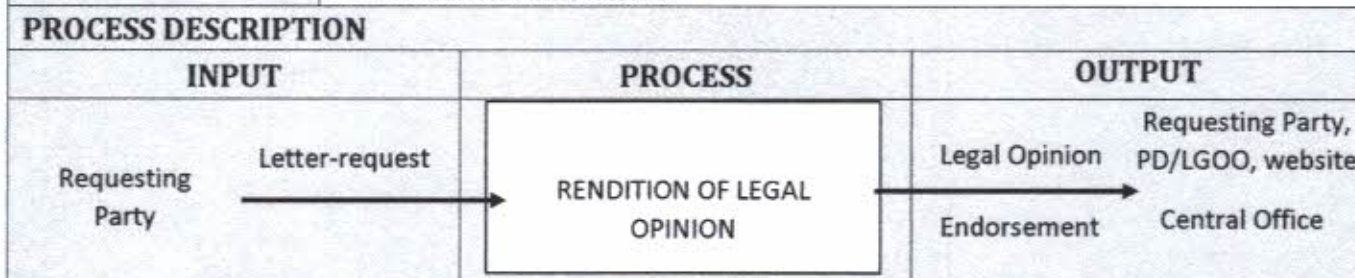 PROCESS DESCRIPTION
INPUT
PROCESS
OUTPUT
Requesting
Party
Letter-request
RENDITION OF LEGAL
OPINION
Legal Opinion
Endorsement
Requesting Party,
PD/LGOO, website
Central Office